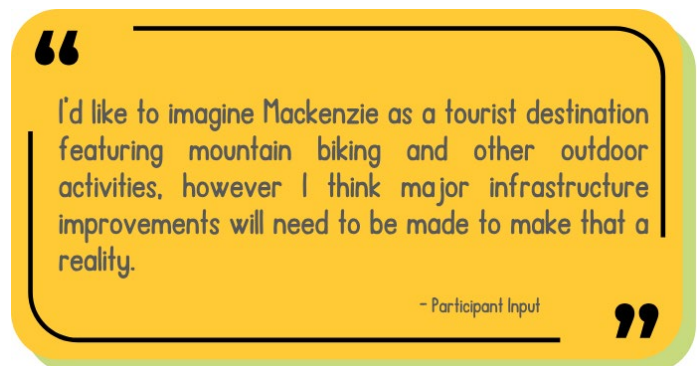 “
I'd like to imagine Mackenzie as a tourist destination
featuring mountain biking and other outdoor
activities, however I think major infrastructure
improvements will need to be made to make that a
reality.
- Participant Input
”